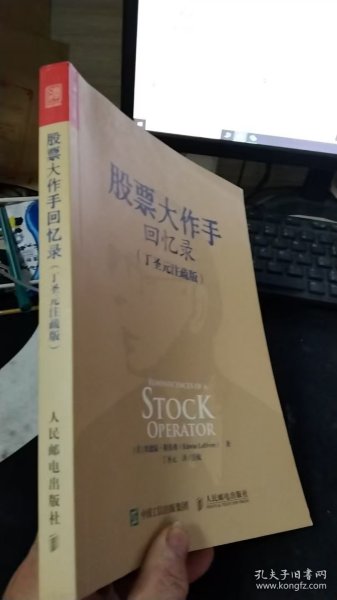 股票大作手回忆录(丁圣元注疏版)
人民邮电出版社
股票大作手
回忆录
(丁圣元注疏版)
REMINISCENCES OF A
STOCK
OPERATOR
人民邮电出版社
孔夫子旧书网
www.kongfz.com